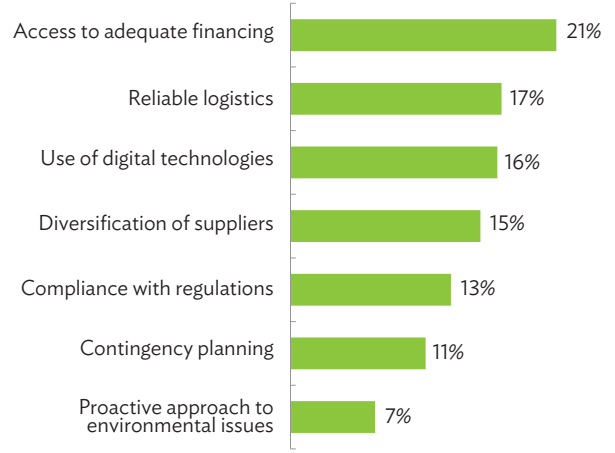 Access to adequate financing 21%
Reliable logistics 17%
Use of digital technologies 16%
Diversification of suppliers 15%
Compliance with regulations 13%
Contingency planning 11%
Proactive approach to
environmental issues 7%